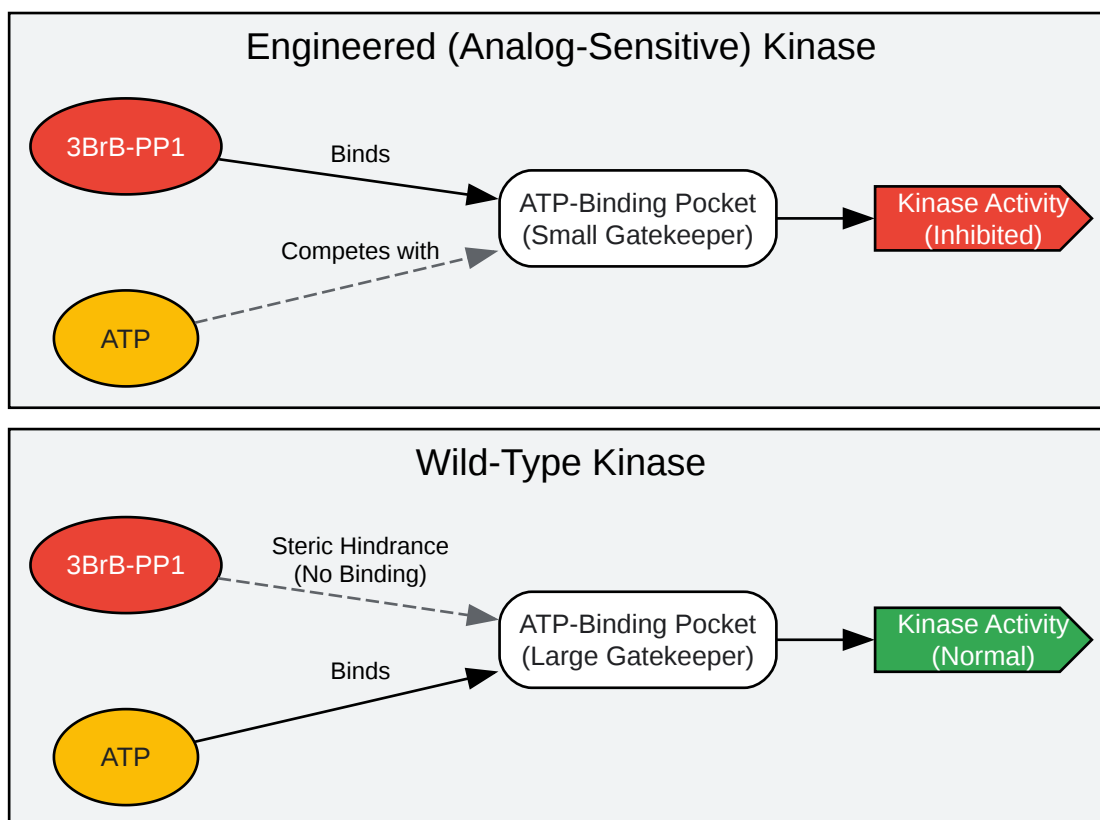 Engineered (Analog-Sensitive) Kinase
3BrB-PP1
Binds
ATP-Binding Pocket
(Small Gatekeeper)
Kinase Activity
(Inhibited)
Competes with
ATP
Wild-Type Kinase
3BrB-PP1
Steric Hindrance
(No Binding)
ATP-Binding Pocket
(Large Gatekeeper)
Kinase Activity
(Normal)
Binds
ATP